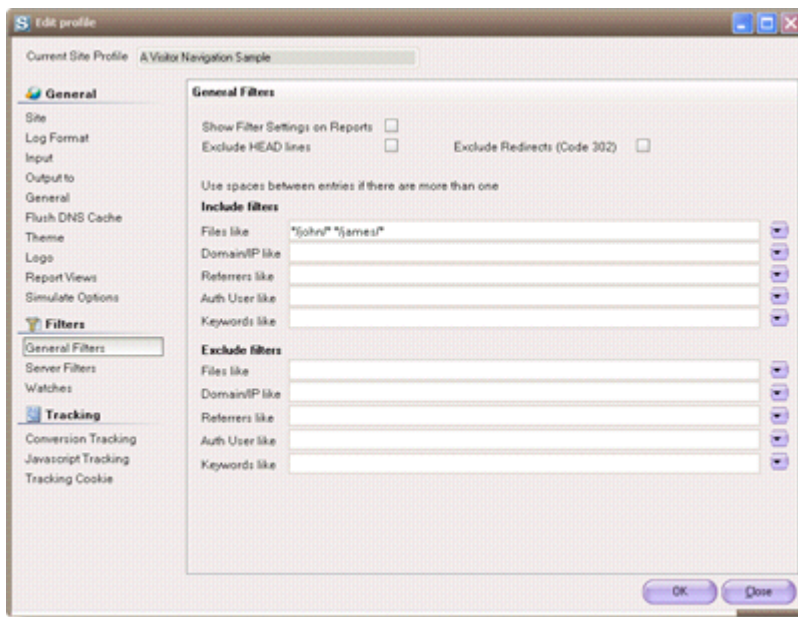 Edit profile
Current Site Profile A Visitor Navigation Sample
General
Site
Log Format
Input
Output to
General
Flush DNS Cache
Theme
Logo
Report Views
Simulate Options
Filters
General Filters
Server Filters
Watches
Tracking
Conversion Tracking
Javascript Tracking
Tracking Cookie
General Filters
Show Filter Settings on Reports
Exclude HEAD lines Exclude Redirects (Code 302)
Use spaces between entries if there are more than one
Include filters
Files like */john/* */james/*
Domain/IP like
Referrers like
Auth User like
Keywords like
Exclude filters
Files like
Domain/IP like
Referrers like
Auth User like
Keywords like
OK Close